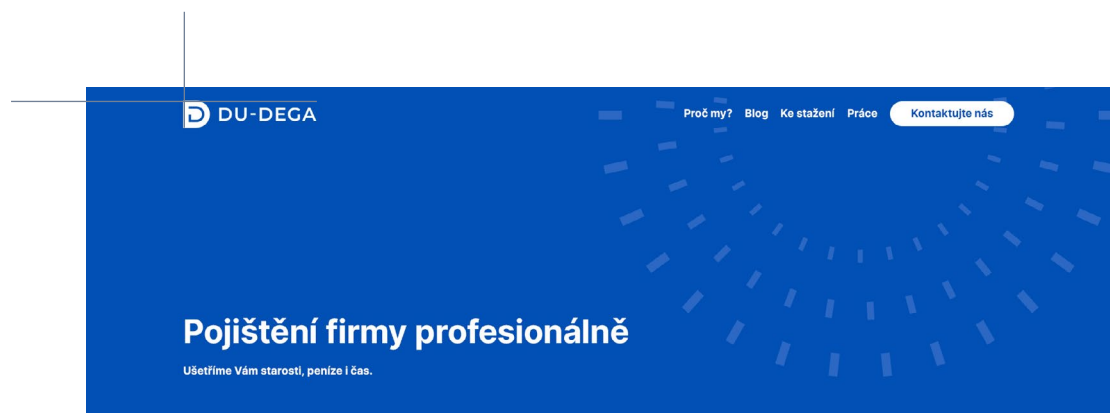 DU-DEGA
Proč my? Blog Ke stažení Práce Kontaktujte nás
Pojištění firmy profesionálně
Ušetříme Vám starosti, peníze i čas.